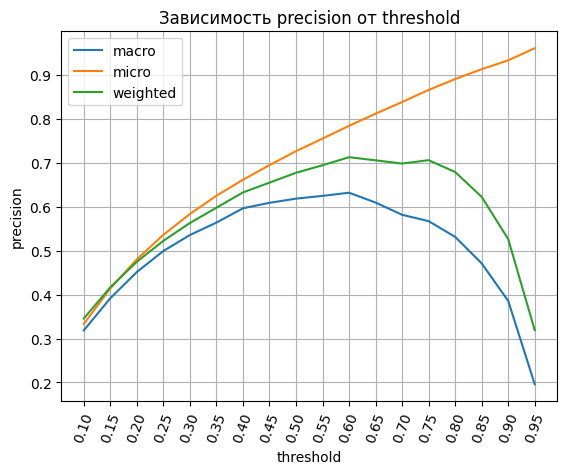 Зависимость precision от threshold
macro
micro
weighted
precision
0.9
0.8
0.7
0.6
0.5
0.4
0.3
0.2
0.10 0.15 0.20 0.25 0.30 0.35 0.40 0.45 0.50 0.55 0.60 0.65 0.70 0.75 0.80 0.85 0.90 0.95
threshold